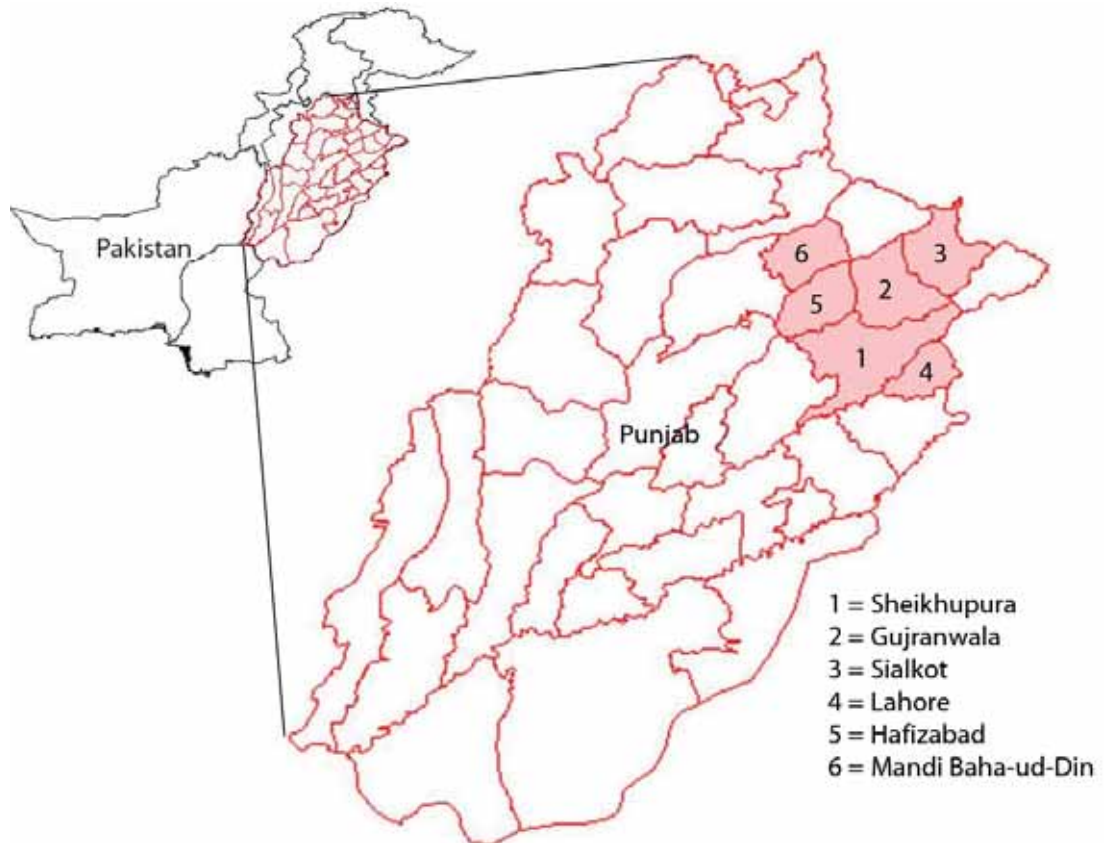 Pakistan
6
3
2
5
1
4
Punjab
1 = Sheikhupura
2 = Gujranwala
3 = Sialkot
4 = Lahore
5 = Hafizabad
6 = Mandi Baha-ud-Din